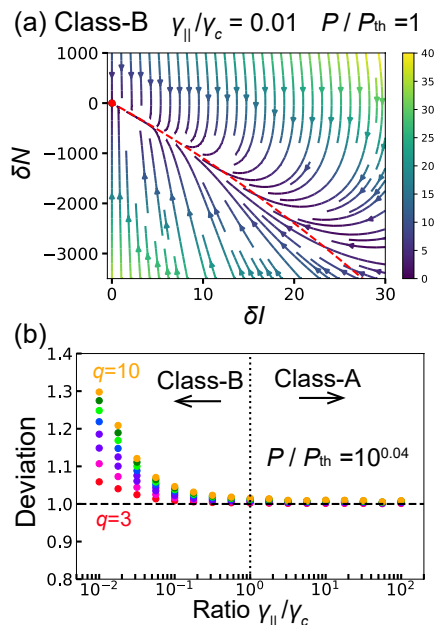 (a) Class-B γ||/γc = 0.01 P / Pth = 1
1000
0
−1000
−2000
−3000
δN
0 10 20 30
δI
40
35
30
25
20
15
10
5
0
(b)
1.4
1.3
1.2
1.1
1.0
0.9
0.8
Deviation
q=10
Class-B
Class-A
P / Pth =10^0.04
q=3
10^−2 10^−1 10^0 10^1 10^2
Ratio γ||/γc